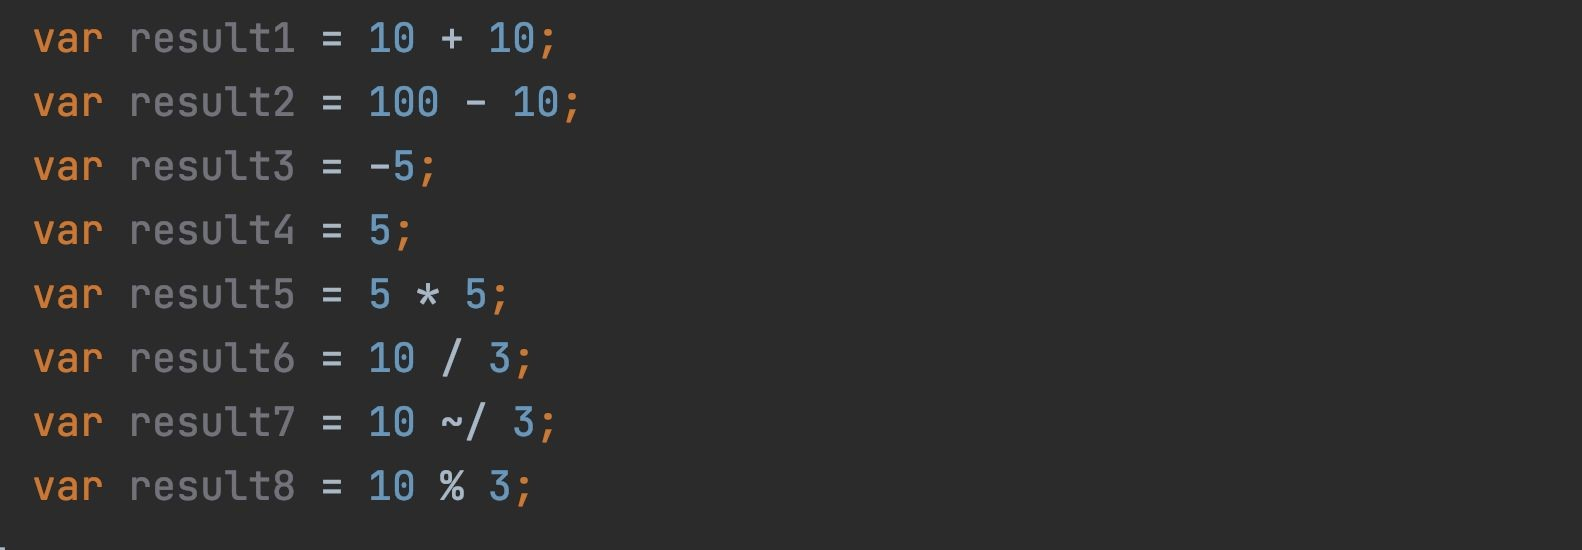 var result1 = 10 + 10;
var result2 = 100 - 10;
var result3 = -5;
var result4 = 5;
var result5 = 5 * 5;
var result6 = 10 / 3;
var result7 = 10 ~/ 3;
var result8 = 10 % 3;